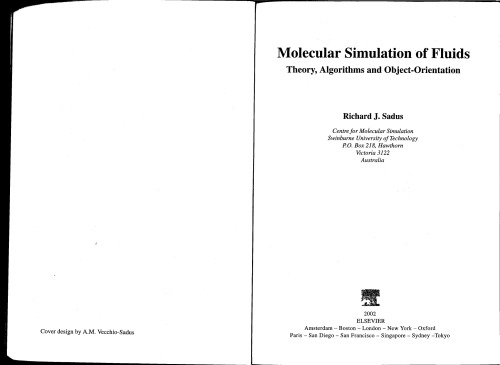 Cover design by A.M. Vecchio-Sadus
Molecular Simulation of Fluids
Theory, Algorithms and Object-Orientation
Richard J. Sadus
Centre for Molecular Simulation
Swinburne University of Technology
P.O. Box 218, Hawthorn
Victoria 3122
Australia
2002
ELSEVIER
Amsterdam – Boston – London – New York – Oxford
Paris – San Diego – San Francisco – Singapore – Sydney –Tokyo